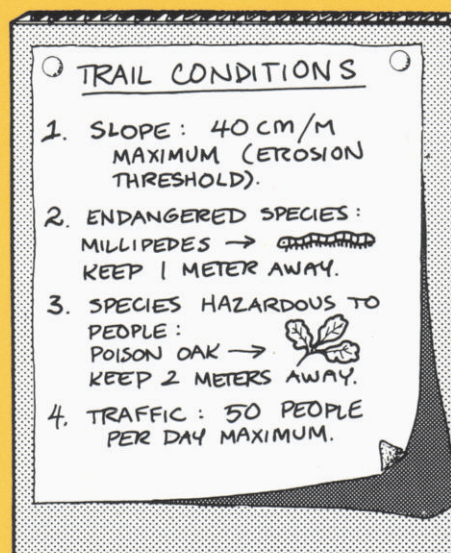 TRAIL CONDITIONS
1. SLOPE: 40 CM/M
MAXIMUM (EROSION
THRESHOLD).
2. ENDANGERED SPECIES:
MILLIPEDES →
KEEP 1 METER AWAY.
3. SPECIES HAZARDOUS TO
PEOPLE:
POISON OAK →
KEEP 2 METERS AWAY.
4. TRAFFIC: 50 PEOPLE
PER DAY MAXIMUM.